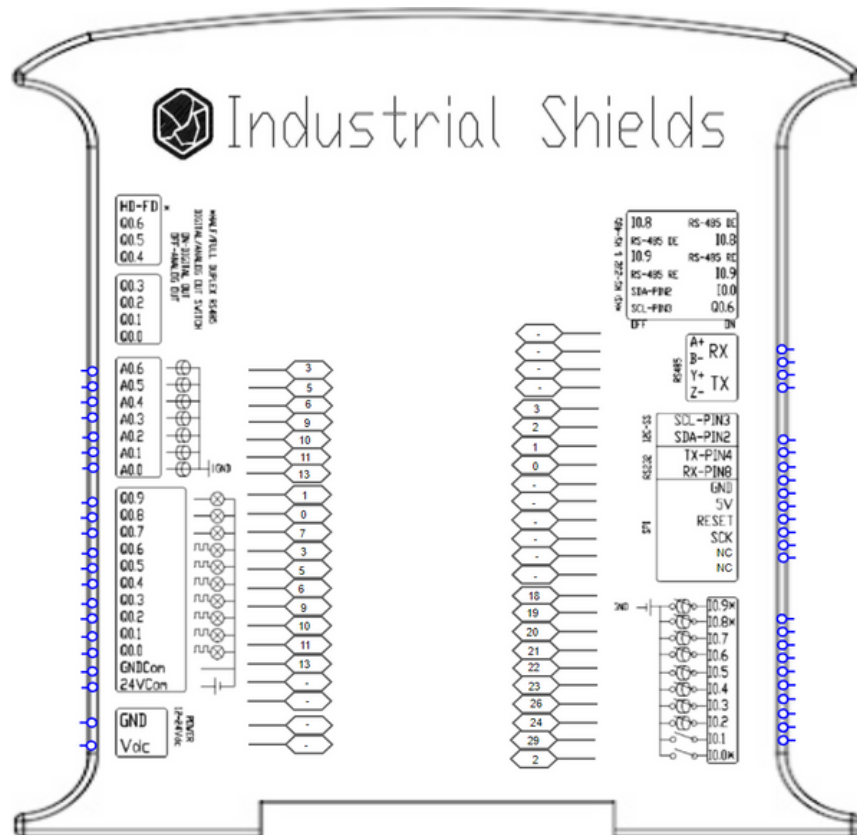 Industrial Shields
HD-FD *
Q0.6
Q0.5
Q0.4
Q0.3
Q0.2
Q0.1
Q0.0
*HALF/FULL DUPLEX RS485
DIGITAL/ANALOG OUT SWITCH
ON-DIGITAL OUT
OFF-ANALOG OUT
A0.6
A0.5
A0.4
A0.3
A0.2
A0.1
A0.0
GND
3
5
6
9
10
11
13
Q0.9
Q0.8
Q0.7
Q0.6
Q0.5
Q0.4
Q0.3
Q0.2
Q0.1
Q0.0
GNDCom
24VCom
1
0
7
3
5
6
9
10
11
13
-
-
GND
Vdc
POWER
12-24Vdc
-
-
I0.8 RS-485 DE
RS-485 DE I0.8
I0.9 RS-485 RE
RS-485 RE I0.9
SDA-PIN2 I0.0
SCL-PIN3 Q0.6
OFF ON
-
-
-
-
3
2
1
0
-
-
-
-
-
-
18
19
20
21
22
23
26
24
29
2
RS485
A+
B- RX
Y+
Z- TX
I2C-SS
SCL-PIN3
SDA-PIN2
RS232
TX-PIN4
RX-PIN8
SPI
GND
5V
RESET
SCK
NC
NC
GND
I0.9*
I0.8*
I0.7
I0.6
I0.5
I0.4
I0.3
I0.2
I0.1
I0.0*